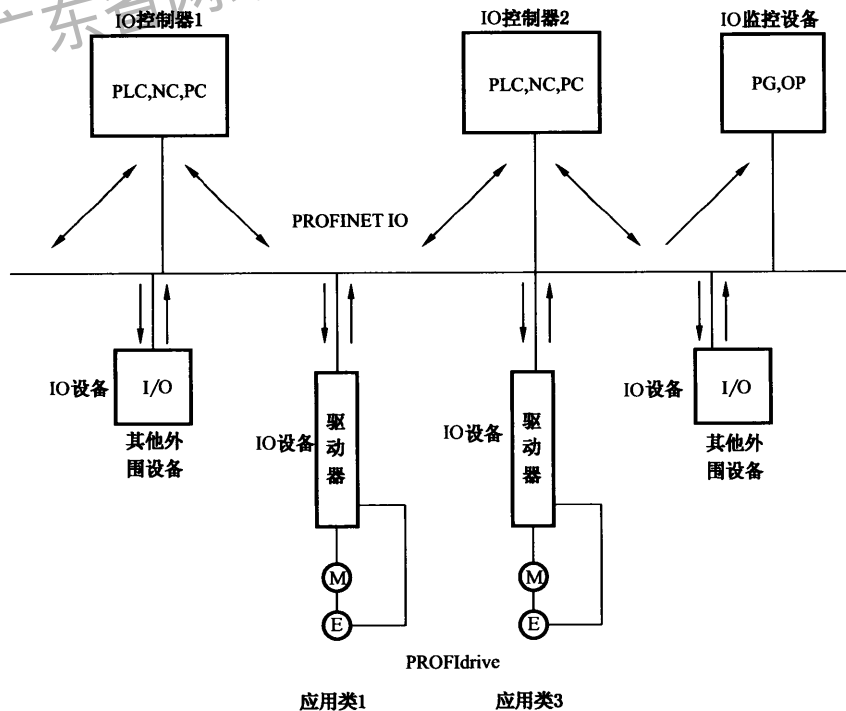 IO控制器1
IO控制器2
IO监控设备
PLC,NC,PC
PLC,NC,PC
PG,OP
PROFINET IO
IO设备
I/O
其他外
围设备
IO设备
驱
动
器
M
E
IO设备
驱
动
器
M
E
IO设备
I/O
其他外
围设备
PROFIdrive
应用类1
应用类3